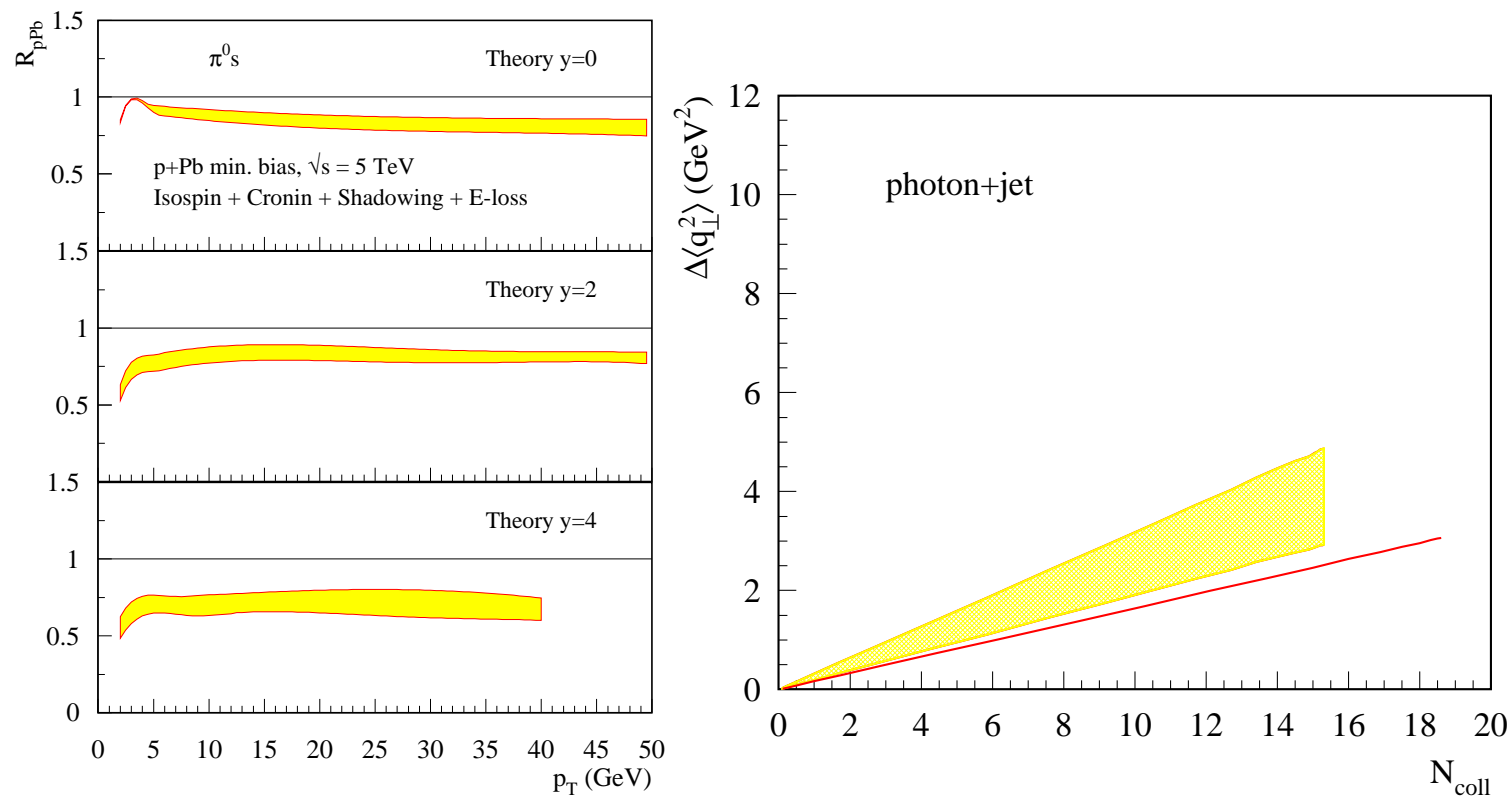 R_pPb
1.5
π⁰s
Theory y=0
1
p+Pb min. bias, √s = 5 TeV
0.5
Isospin + Cronin + Shadowing + E-loss
1.5
Theory y=2
1
0.5
1.5
Theory y=4
1
0.5
0
0 5 10 15 20 25 30 35 40 45 50
p_T (GeV)
Δ⟨q_⊥^2⟩ (GeV²)
12
photon+jet
10
8
6
4
2
0
0 2 4 6 8 10 12 14 16 18 20
N_coll